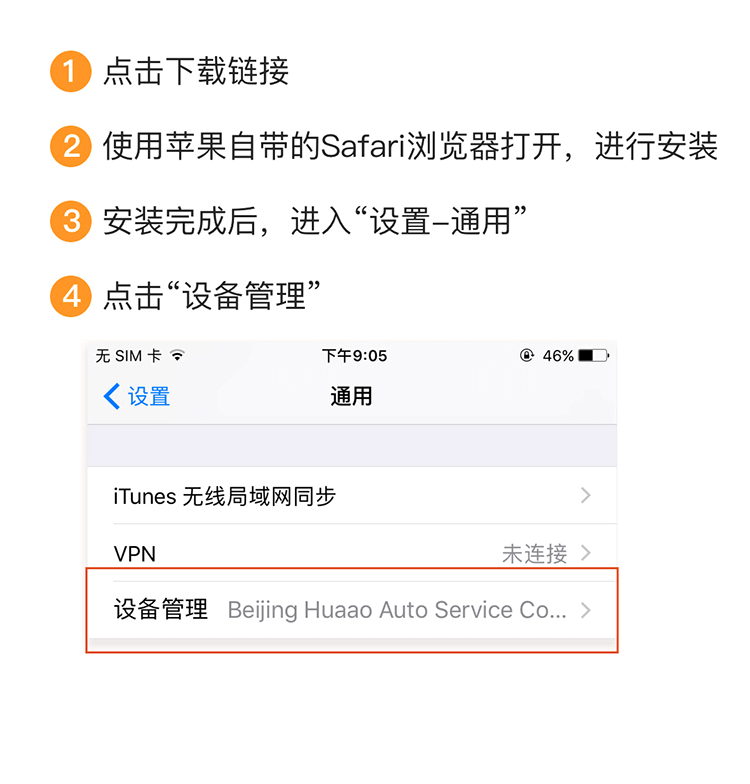 1 点击下载链接
2 使用苹果自带的Safari浏览器打开，进行安装
3 安装完成后，进入“设置–通用”
4 点击“设备管理”
无 SIM 卡 下午9:05 46%
设置 通用
iTunes 无线局域网同步
VPN 未连接
设备管理 Beijing Huaao Auto Service Co...